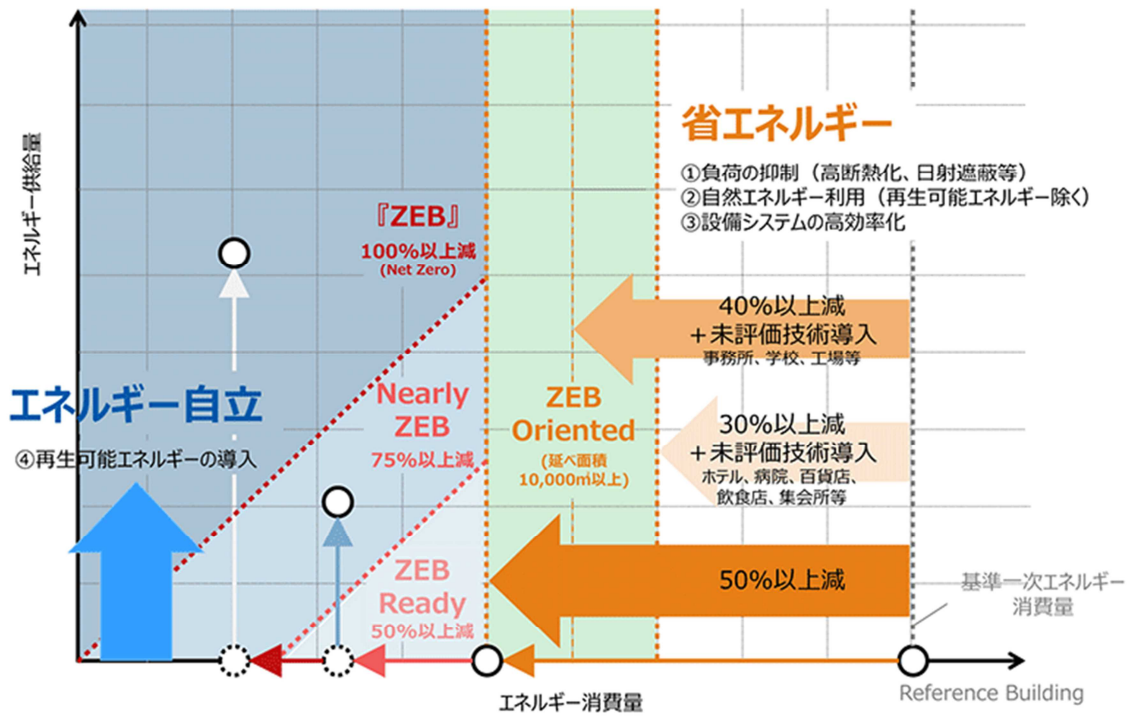 エネルギー供給量
省エネルギー
①負荷の抑制（高断熱化、日射遮蔽等）
②自然エネルギー利用（再生可能エネルギー除く）
③設備システムの高効率化
『ZEB』
100%以上減
(Net Zero)
40%以上減
＋未評価技術導入
事務所、学校、工場等
エネルギー自立
④再生可能エネルギーの導入
Nearly
ZEB
75%以上減
ZEB
Oriented
(延べ面積
10,000㎡以上)
30%以上減
＋未評価技術導入
ホテル、病院、百貨店、
飲食店、集会所等
ZEB
Ready
50%以上減
50%以上減
基準一次エネルギー
消費量
エネルギー消費量
Reference Building